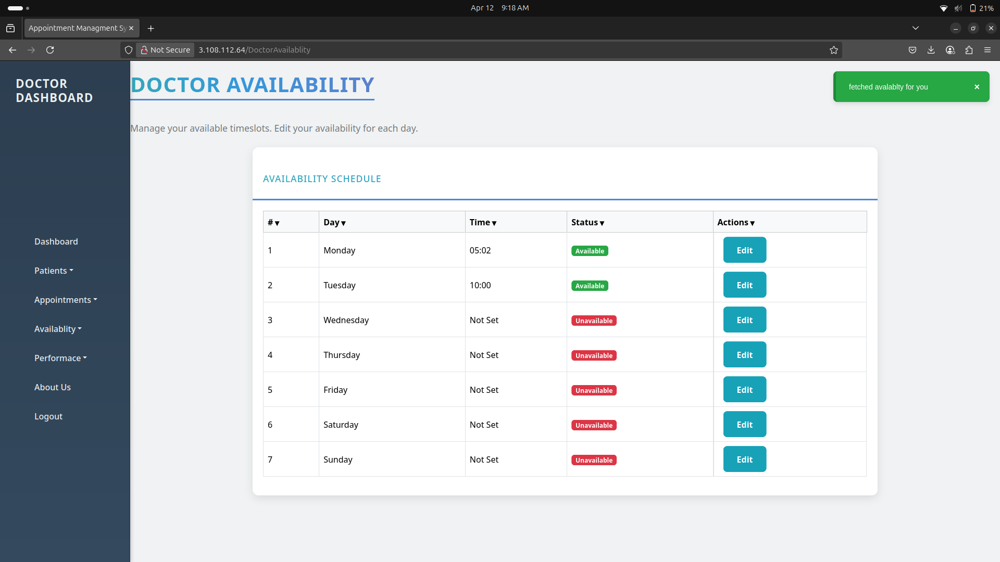 Apr 12 9:18 AM
21%
Appointment Managment Sy
Not Secure 3.108.112.64/DoctorAvailablity
DOCTOR
DASHBOARD
Dashboard
Patients
Appointments
Availablity
Performace
About Us
Logout
DOCTOR AVAILABILITY
fetched avalablty for you ×
Manage your available timeslots. Edit your availability for each day.
AVAILABILITY SCHEDULE
# ▼ Day ▼ Time ▼ Status ▼ Actions ▼
1 Monday 05:02 Available Edit
2 Tuesday 10:00 Available Edit
3 Wednesday Not Set Unavailable Edit
4 Thursday Not Set Unavailable Edit
5 Friday Not Set Unavailable Edit
6 Saturday Not Set Unavailable Edit
7 Sunday Not Set Unavailable Edit